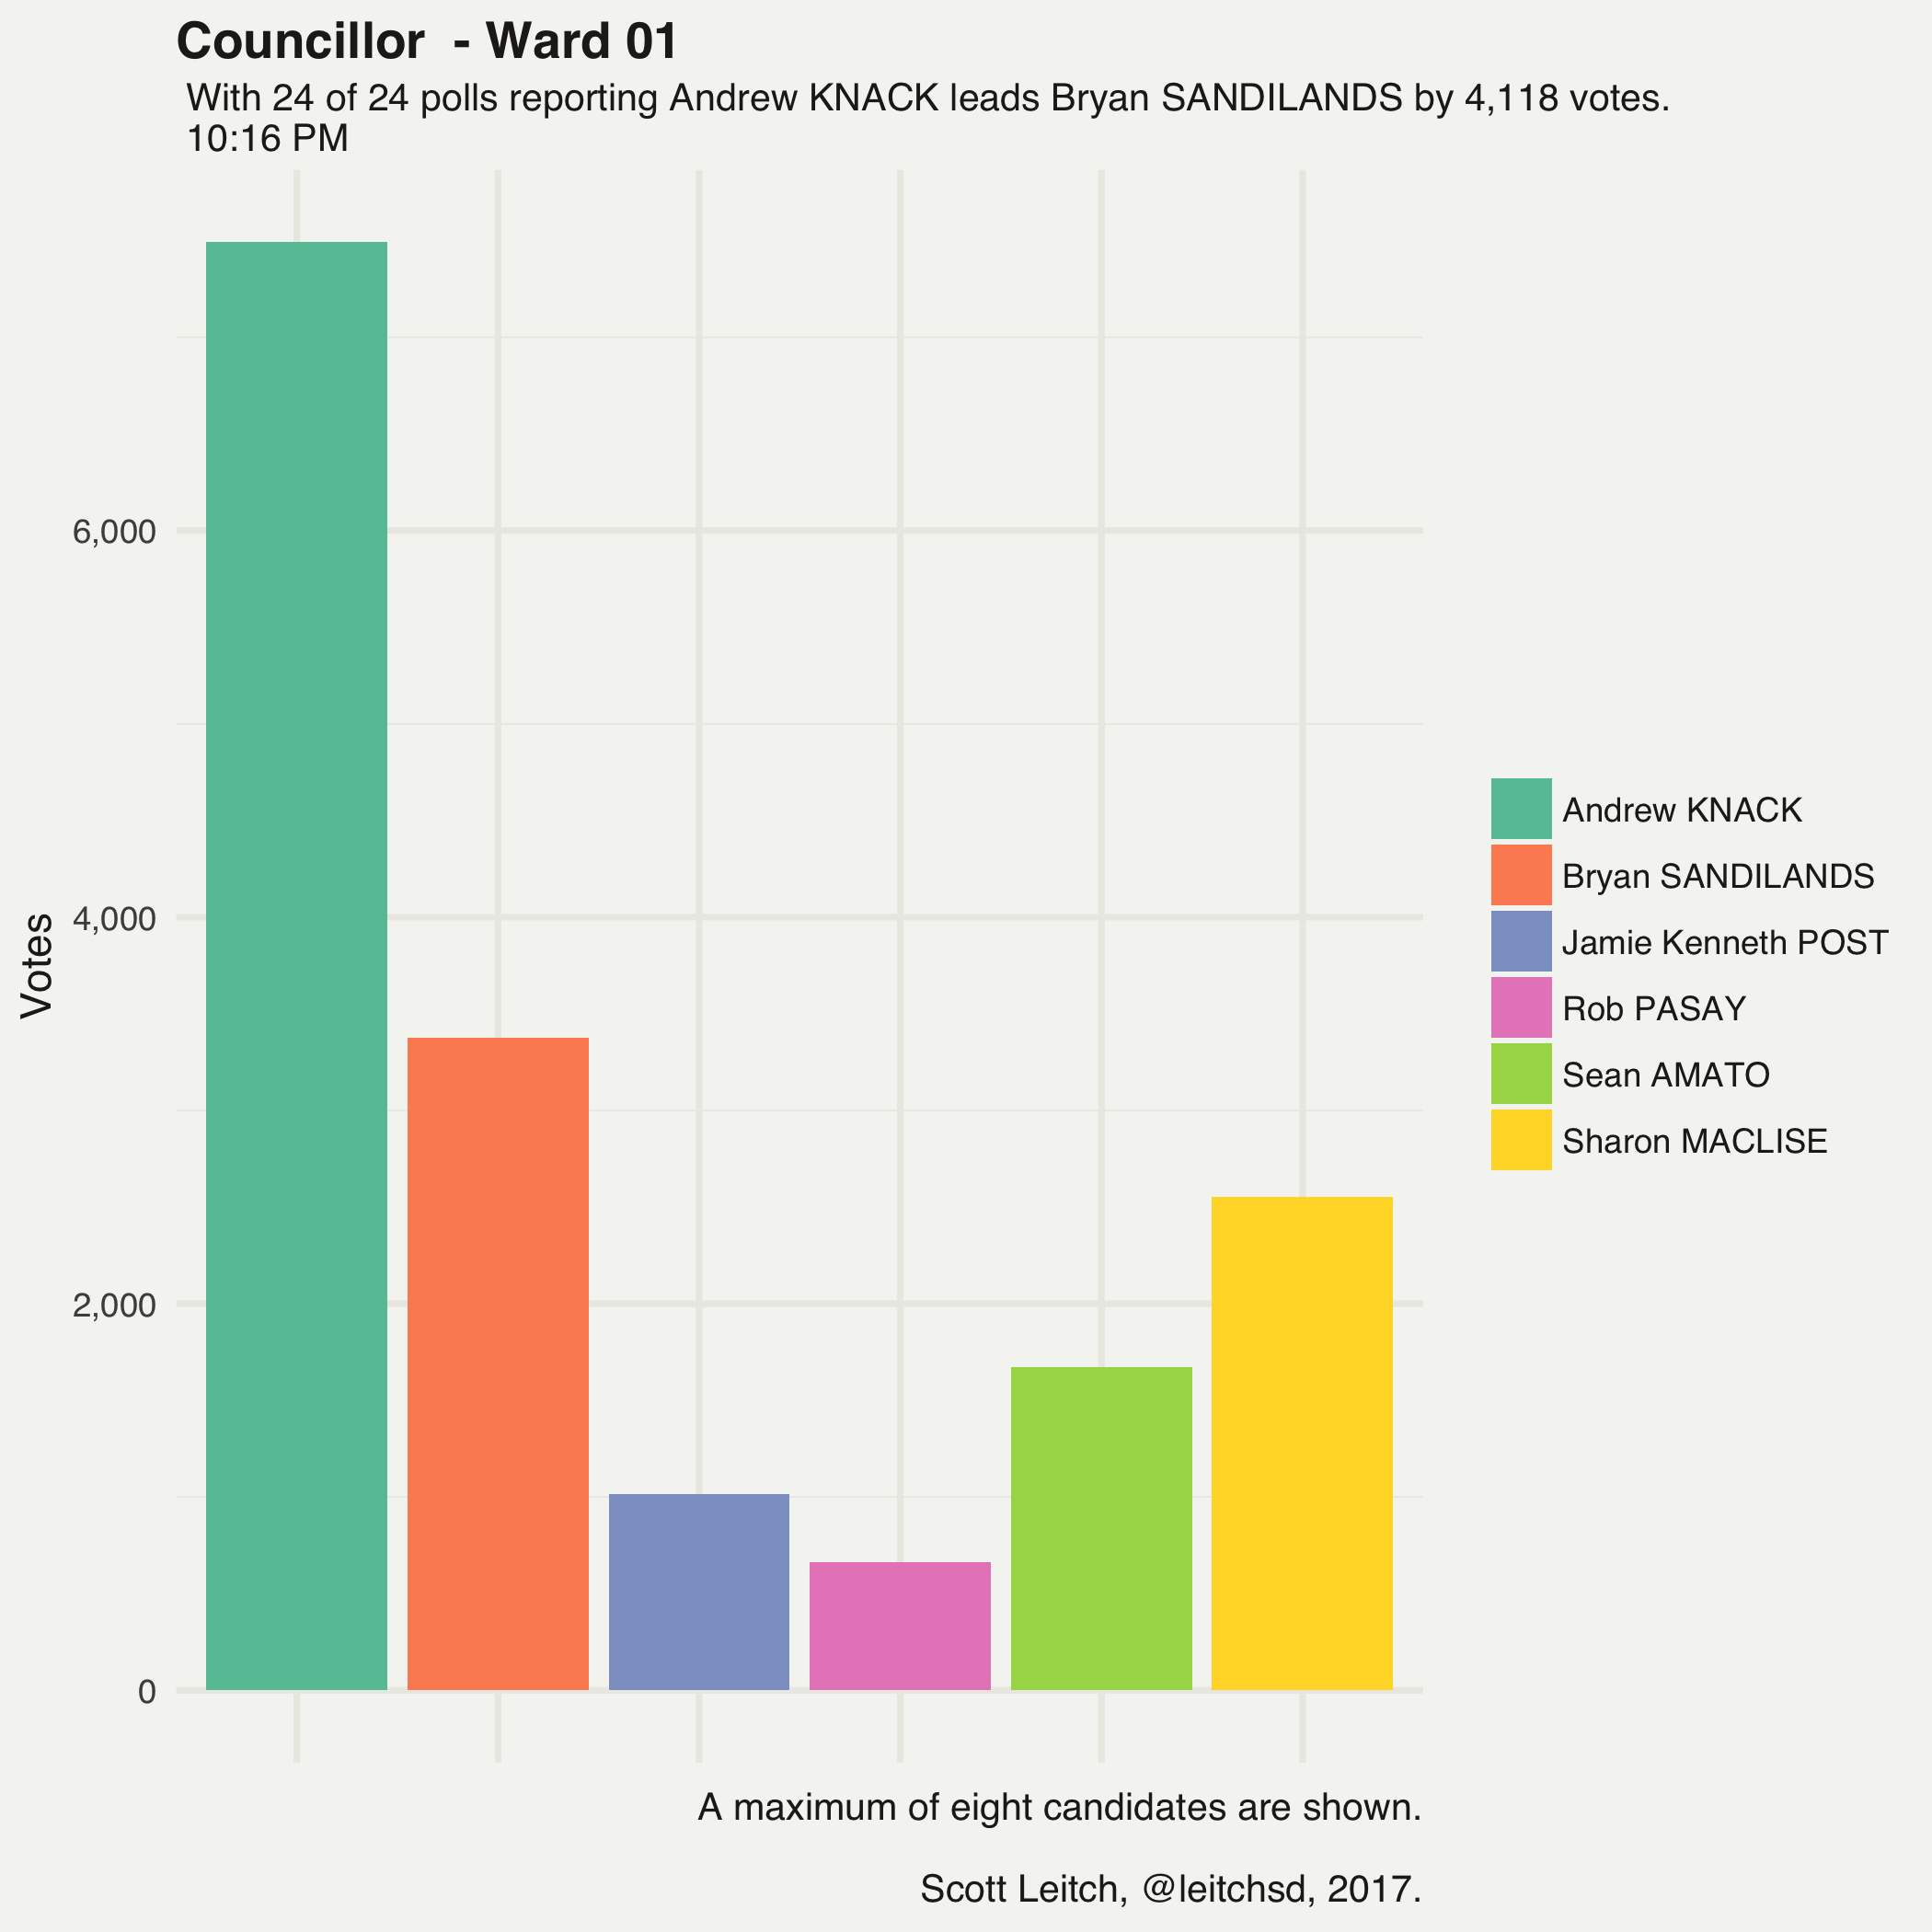 Councillor  - Ward 01
With 24 of 24 polls reporting Andrew KNACK leads Bryan SANDILANDS by 4,118 votes.
10:16 PM
Votes
6,000
4,000
2,000
0
Andrew KNACK
Bryan SANDILANDS
Jamie Kenneth POST
Rob PASAY
Sean AMATO
Sharon MACLISE
A maximum of eight candidates are shown.
Scott Leitch, @leitchsd, 2017.